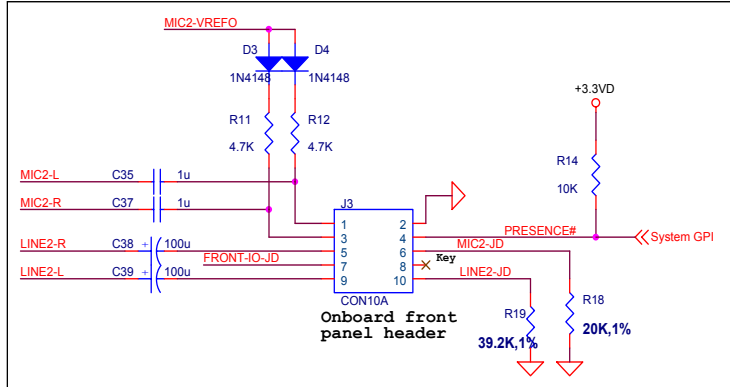 MIC2-VREFO
D3 D4
1N4148 1N4148
+3.3VD
R11 R12
4.7K 4.7K
R14
10K
MIC2-L C35 1u
MIC2-R C37 1u
J3
1 2
3 4 PRESENCE# System GPI
LINE2-R C38 + 100u 5 6 MIC2-JD
FRONT-IO-JD 7 8 Key
LINE2-L C39 + 100u 9 10 LINE2-JD
CON10A
Onboard front
panel header
R19 R18
39.2K,1% 20K,1%